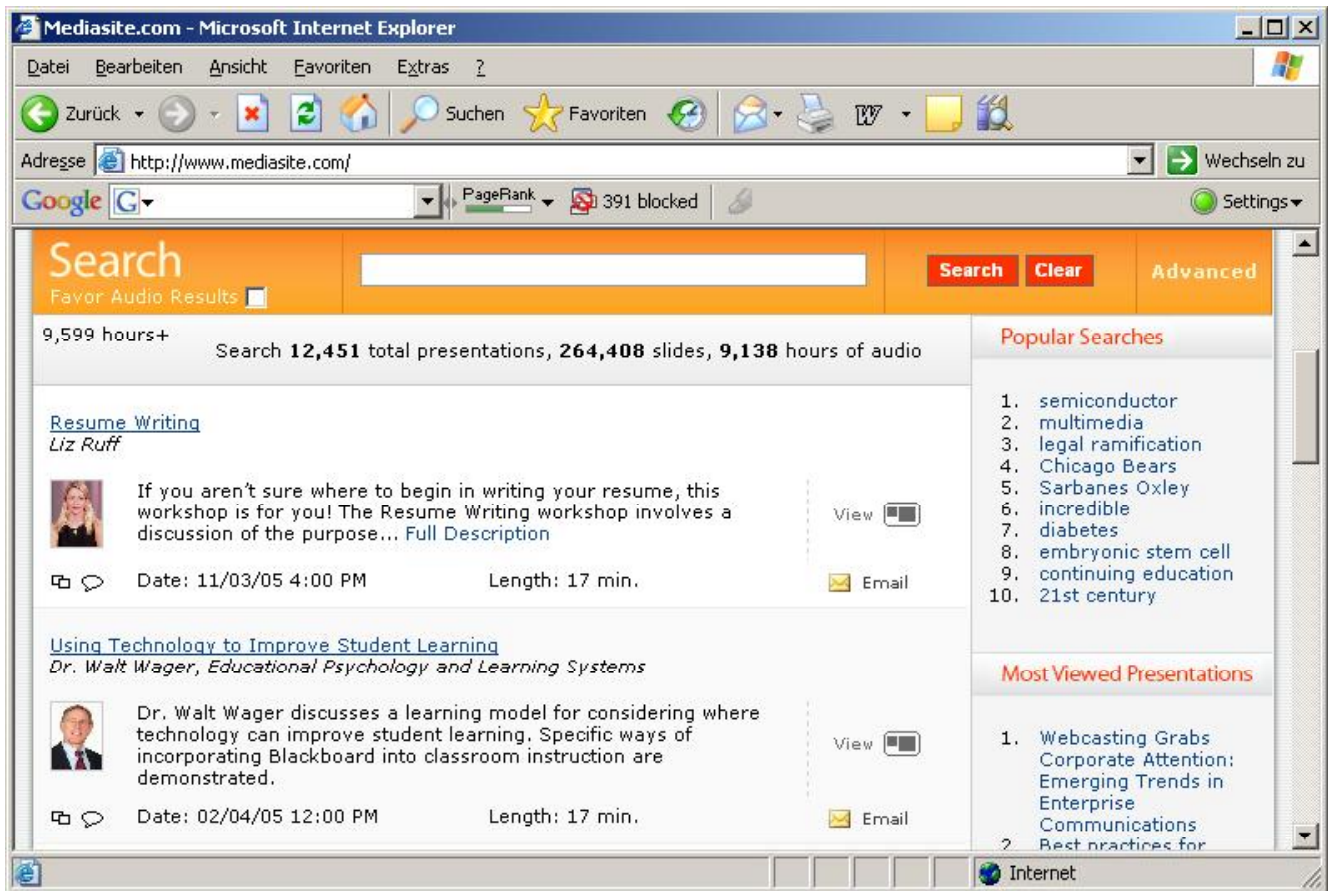 Mediasite.com - Microsoft Internet Explorer
Datei Bearbeiten Ansicht Favoriten Extras ?
Zurück Suchen Favoriten W
Adresse http://www.mediasite.com/ Wechseln zu
Google G PageRank 391 blocked Settings
Search
Favor Audio Results
Search Clear Advanced
9,599 hours+
Search 12,451 total presentations, 264,408 slides, 9,138 hours of audio
Resume Writing
Liz Ruff
If you aren't sure where to begin in writing your resume, this
workshop is for you! The Resume Writing workshop involves a
discussion of the purpose... Full Description
View
Date: 11/03/05 4:00 PM Length: 17 min. Email
Using Technology to Improve Student Learning
Dr. Walt Wager, Educational Psychology and Learning Systems
Dr. Walt Wager discusses a learning model for considering where
technology can improve student learning. Specific ways of
incorporating Blackboard into classroom instruction are
demonstrated.
View
Date: 02/04/05 12:00 PM Length: 17 min. Email
Popular Searches
1. semiconductor
2. multimedia
3. legal ramification
4. Chicago Bears
5. Sarbanes Oxley
6. incredible
7. diabetes
8. embryonic stem cell
9. continuing education
10. 21st century
Most Viewed Presentations
1. Webcasting Grabs
Corporate Attention:
Emerging Trends in
Enterprise
Communications
2. Best practices for
Internet